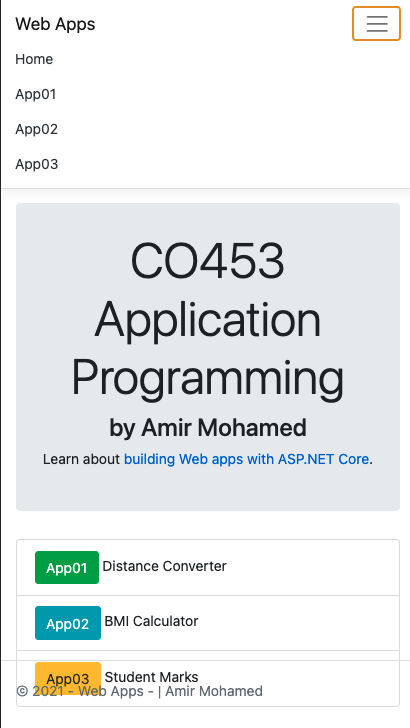 Web Apps
Home
App01
App02
App03
CO453
Application
Programming
by Amir Mohamed
Learn about building Web apps with ASP.NET Core.
App01 Distance Converter
App02 BMI Calculator
App03 Student Marks
© 2021 - Web Apps - | Amir Mohamed